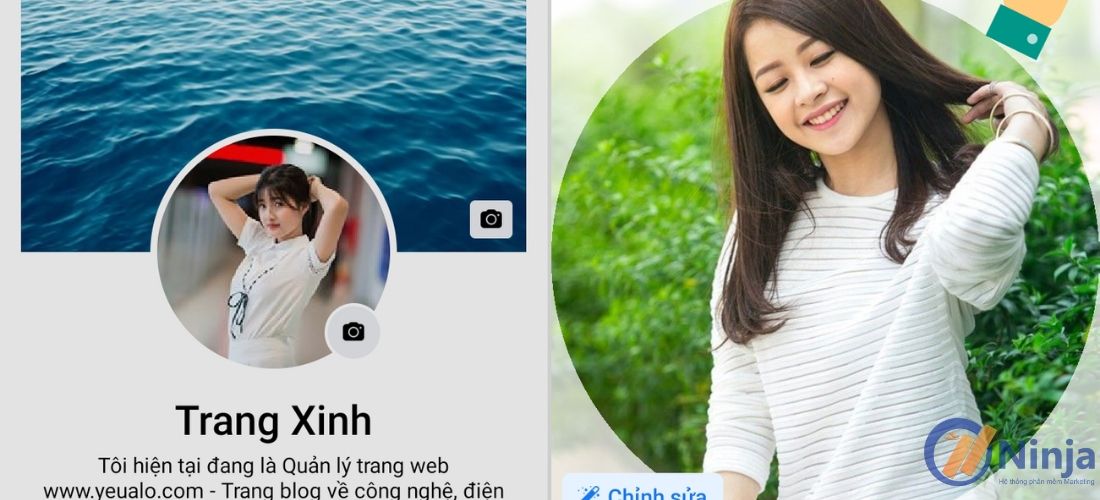 Trang Xinh
Tôi hiện tại đang là Quản lý trang web
www.yeualo.com - Trang blog về công nghệ, điện
Chỉnh sửa
Ninja
Hệ thống phần mềm Marketing